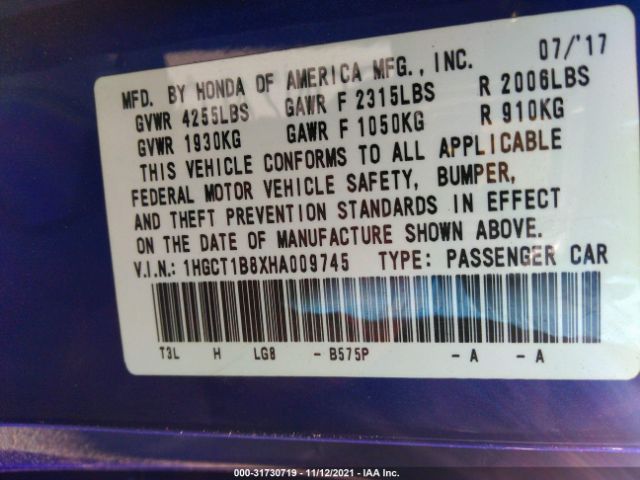 07/'17
MFD. BY HONDA OF AMERICA MFG., INC.
GVWR 4255LBS GAWR F 2315LBS R 2006LBS
GVWR 1930KG GAWR F 1050KG R 910KG
THIS VEHICLE CONFORMS TO ALL APPLICABLE
FEDERAL MOTOR VEHICLE SAFETY, BUMPER,
AND THEFT PREVENTION STANDARDS IN EFFECT
ON THE DATE OF MANUFACTURE SHOWN ABOVE.
V.I.N.: 1HGCT1B8XHA009745 TYPE: PASSENGER CAR
T3L H LG8 - B575P - A - A
000-31730719 - 11/12/2021 - IAA Inc.